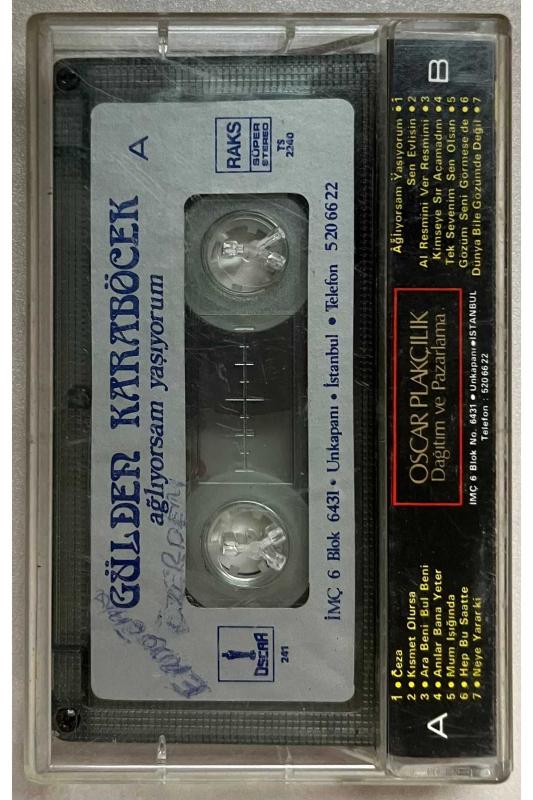 GÜLDEN KARABÖCEK
ağlıyorsam yaşıyorum
A
RAKS
SÜPER
STEREO
TS
2240
OSCAR
241
İMÇ 6 Blok 6431 • Unkapanı • İstanbul • Telefon 520 66 22
A
1 • Ceza
2 • Kısmet Olursa
3 • Ara Beni Bul Beni
4 • Anılar Bana Yeter
5 • Mum Işığında
6 • Hep Bu Saatte
7 • Neye Yarar ki
OSCAR PLAKÇILIK
Dağıtım ve Pazarlama
İMÇ 6 Blok No. 6431 • Unkapanı • İSTANBUL
Telefon : 520 66 22
B
Ağlıyorsam Yaşıyorum • 1
Sen Evlisin • 2
Al Resmini Ver Resmimi • 3
Kimseye Sır Açamadım • 4
Tek Sevenim Sen Olsan • 5
Gözüm Seni Görmese de • 6
Dünya Bile Gözümde Değil • 7